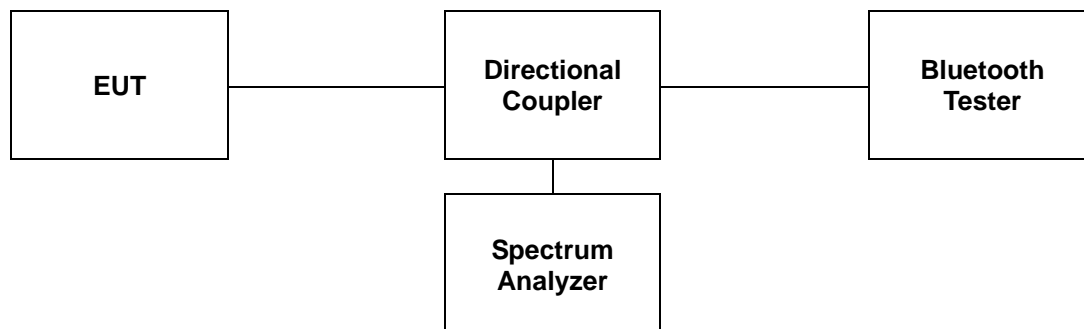 EUT
Directional
Coupler
Bluetooth
Tester
Spectrum
Analyzer